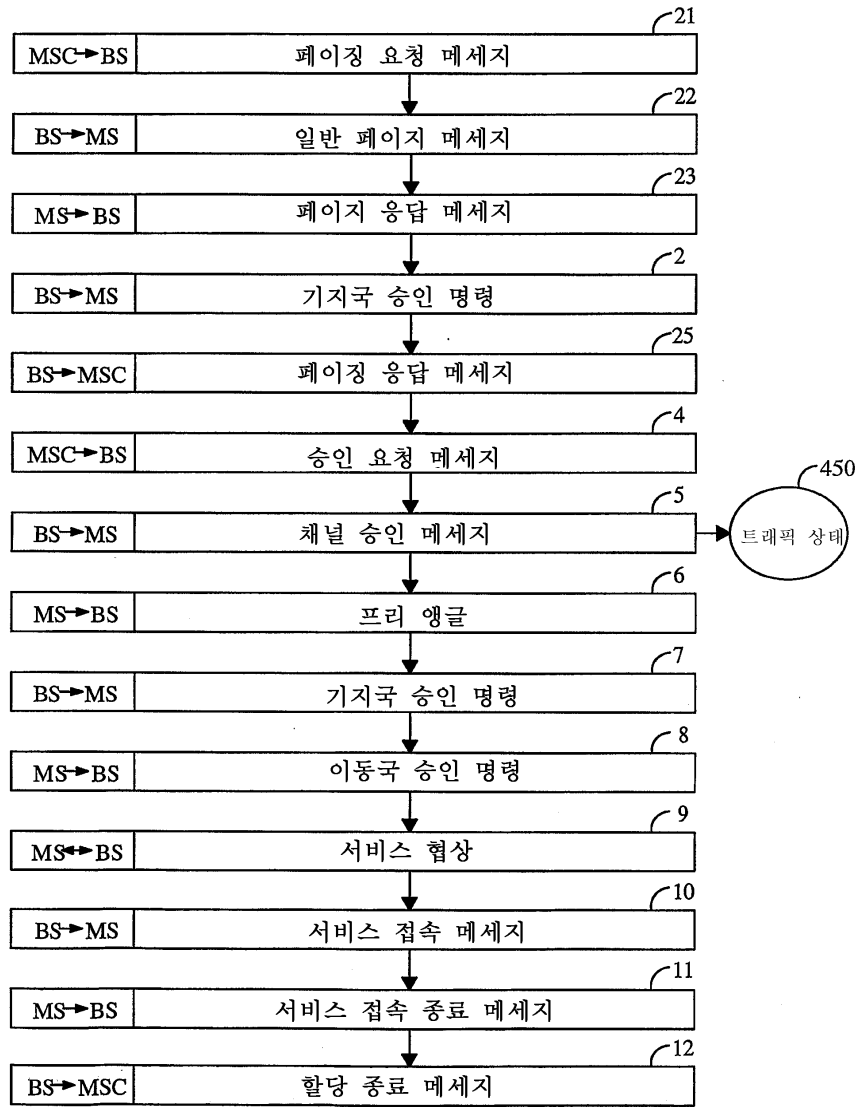 21
MSC→BS 페이징 요청 메세지
22
BS→MS 일반 페이지 메세지
23
MS→BS 페이지 응답 메세지
2
BS→MS 기지국 승인 명령
25
BS→MSC 페이징 응답 메세지
4
MSC→BS 승인 요청 메세지
450
5
BS→MS 채널 승인 메세지
트래픽 상태
6
MS→BS 프리 앵글
7
BS→MS 기지국 승인 명령
8
MS→BS 이동국 승인 명령
9
MS↔BS 서비스 협상
10
BS→MS 서비스 접속 메세지
11
MS→BS 서비스 접속 종료 메세지
12
BS→MSC 할당 종료 메세지